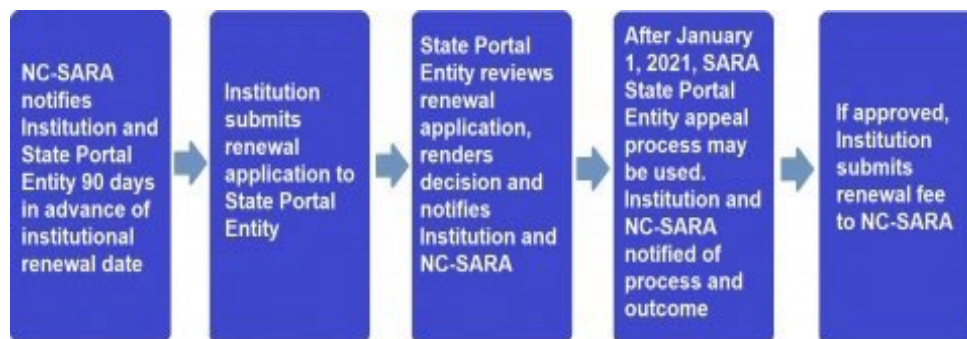 NC-SARA
notifies
Institution and
State Portal
Entity 90 days
in advance of
institutional
renewal date
Institution
submits
renewal
application to
State Portal
Entity
State Portal
Entity reviews
renewal
application,
renders
decision and
notifies
Institution and
NC-SARA
After January
1, 2021, SARA
State Portal
Entity appeal
process may
be used.
Institution and
NC-SARA
notified of
process and
outcome
If approved,
Institution
submits
renewal fee
to NC-SARA